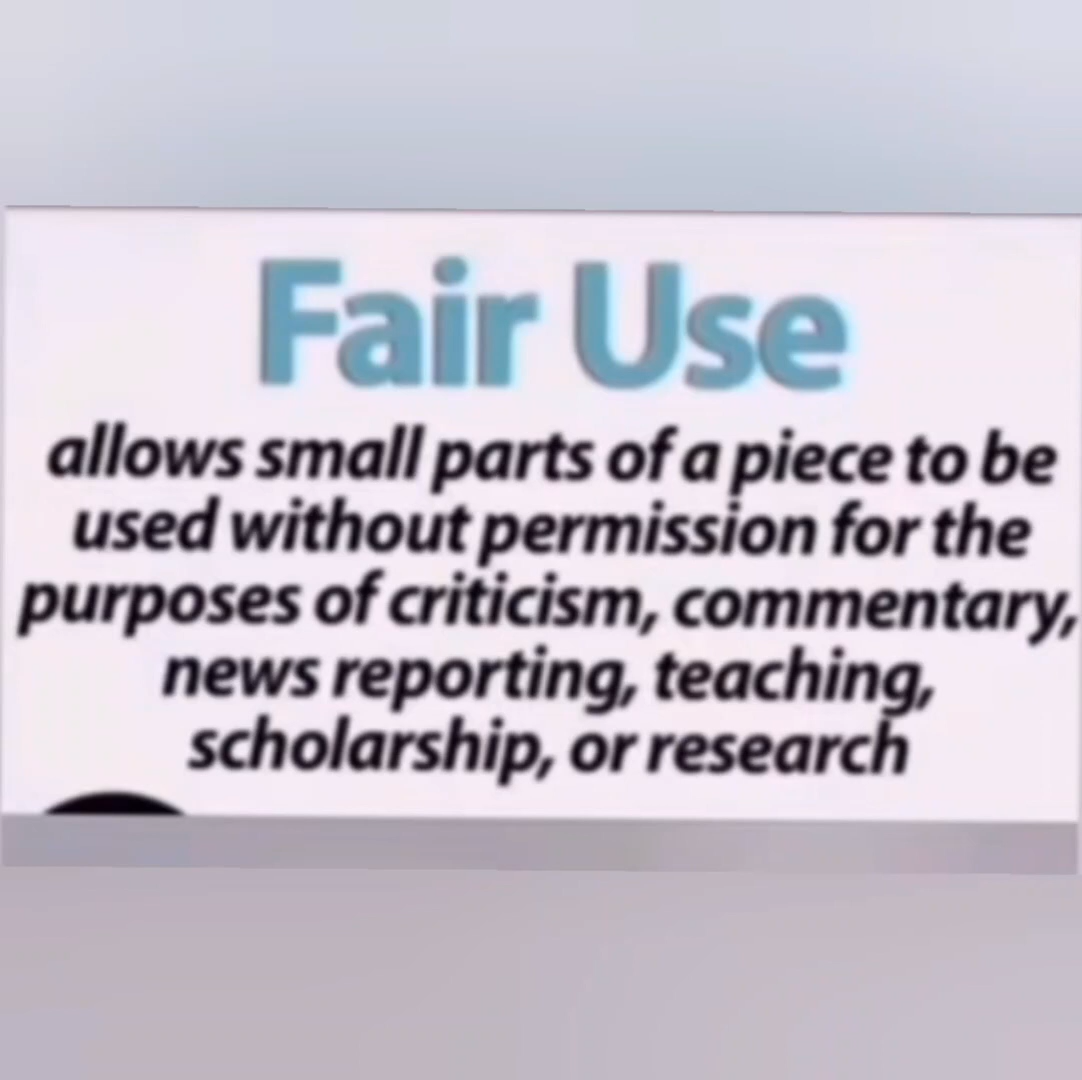 Fair Use
allows small parts of a piece to be
used without permission for the
purposes of criticism, commentary,
news reporting, teaching,
scholarship, or research